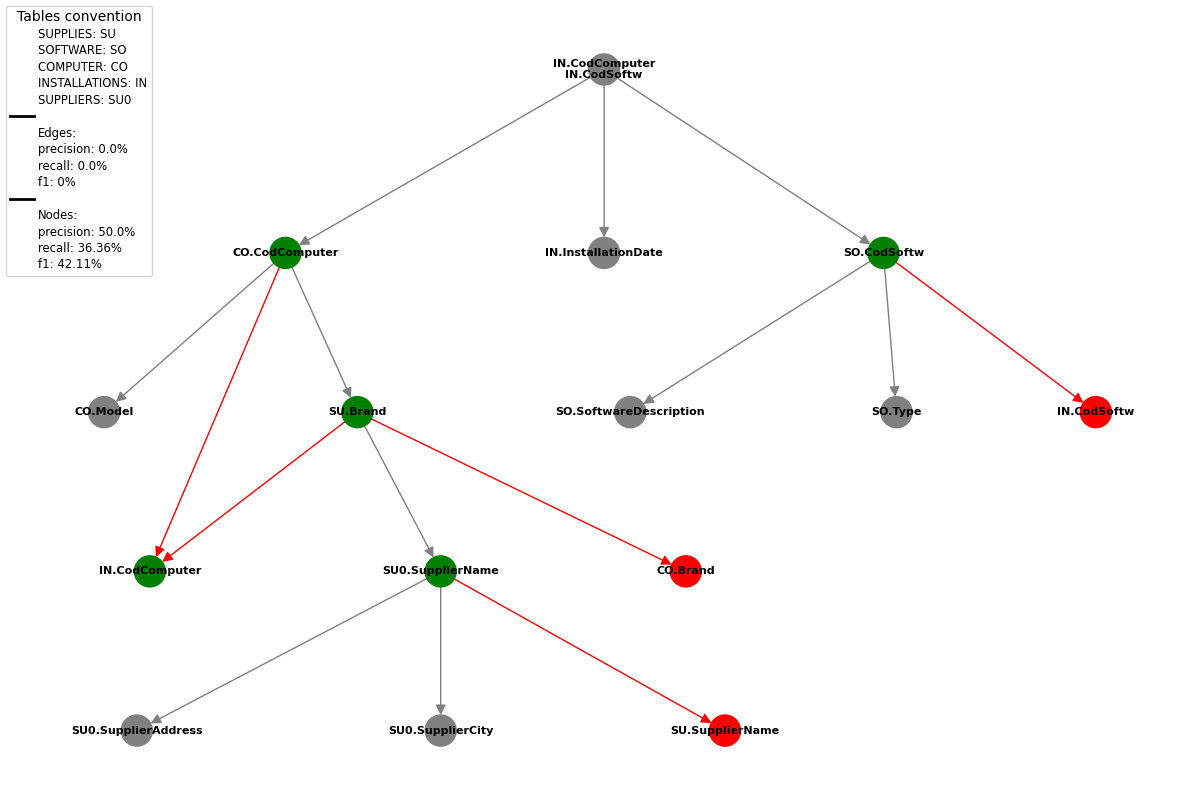 Tables convention
SUPPLIES: SU
SOFTWARE: SO
COMPUTER: CO
INSTALLATIONS: IN
SUPPLIERS: SU0
Edges:
precision: 0.0%
recall: 0.0%
f1: 0%
Nodes:
precision: 50.0%
recall: 36.36%
f1: 42.11%
IN.CodComputer
IN.CodSoftw
CO.CodComputer
IN.InstallationDate
SO.CodSoftw
CO.Model
SU.Brand
SO.SoftwareDescription
SO.Type
IN.CodSoftw
IN.CodComputer
SU0.SupplierName
CO.Brand
SU0.SupplierAddress
SU0.SupplierCity
SU.SupplierName